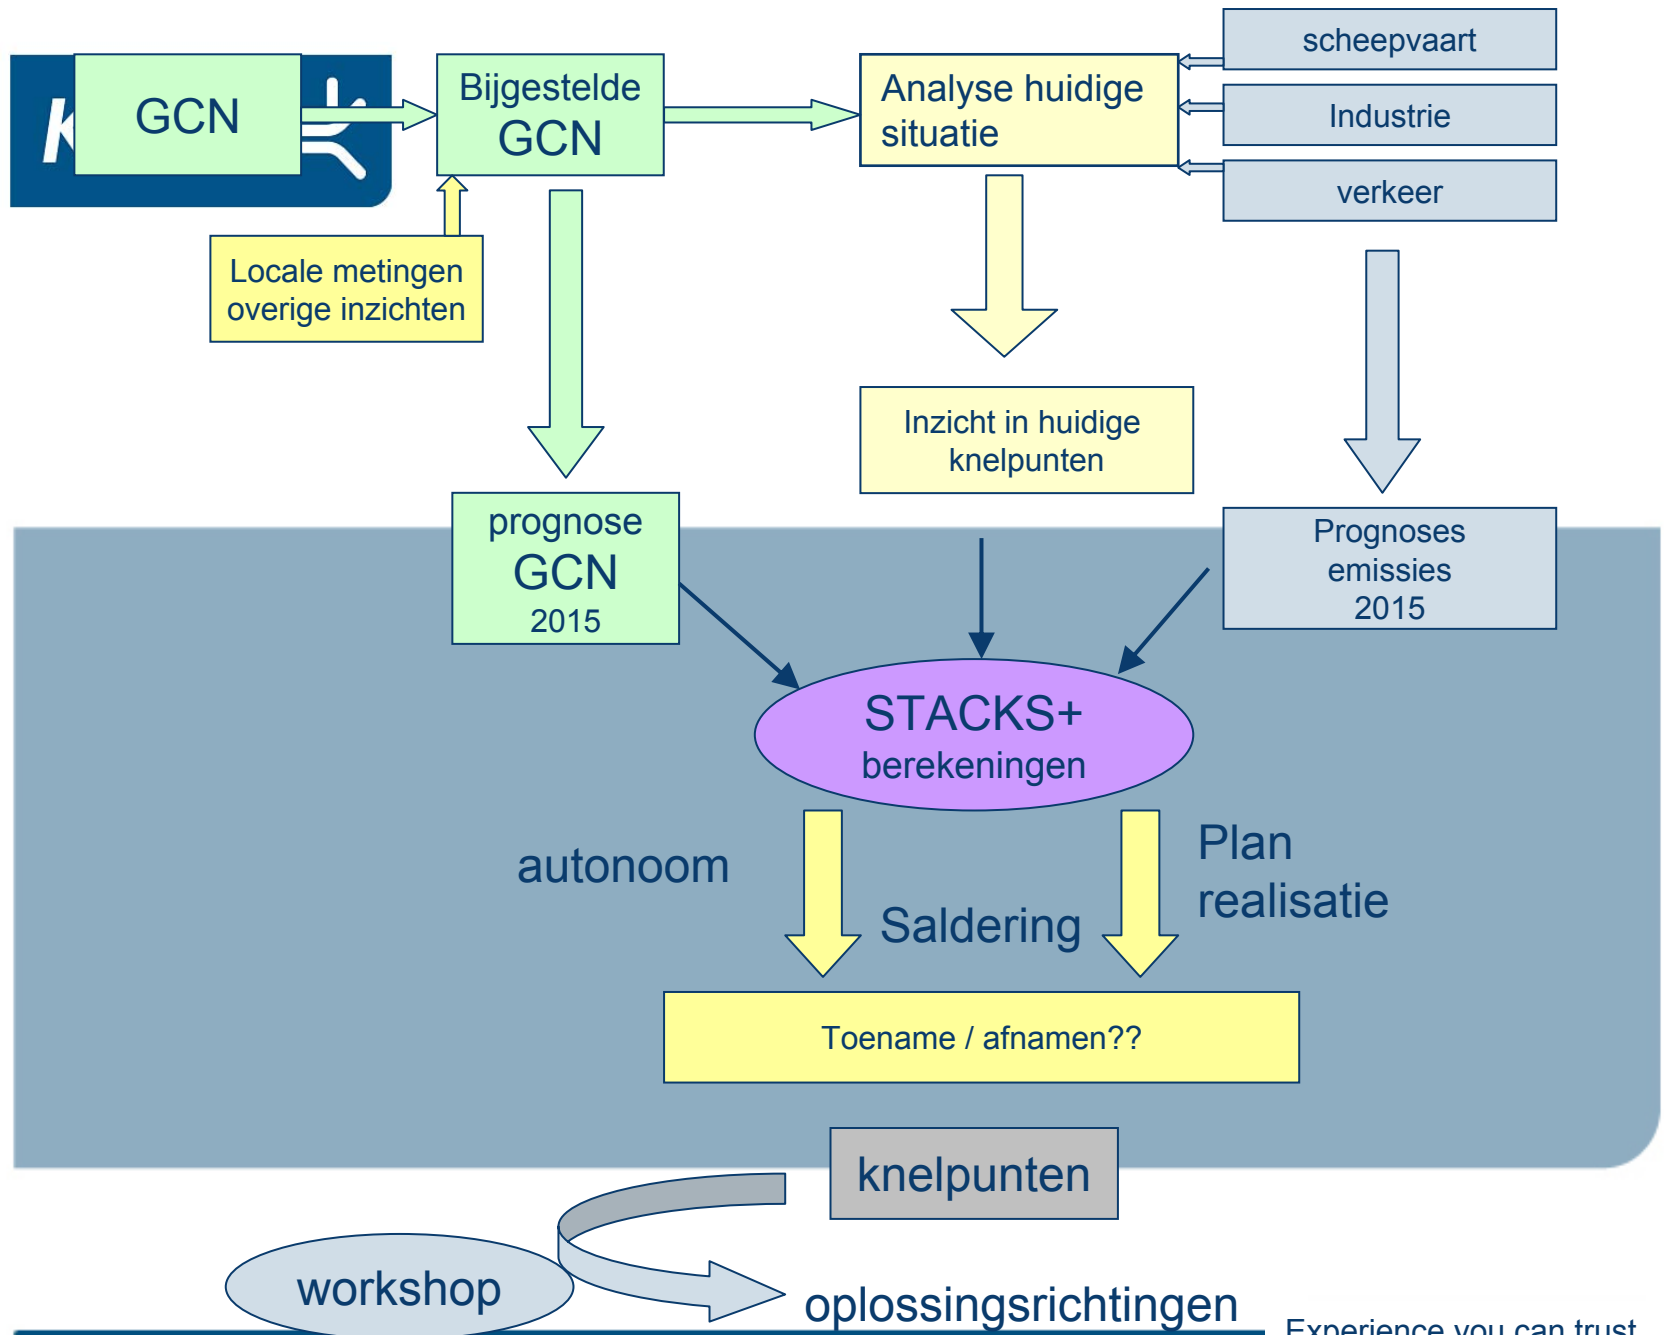 GCN
Bijgestelde
GCN
Analyse huidige
situatie
scheepvaart
Industrie
verkeer
Locale metingen
overige inzichten
Inzicht in huidige
knelpunten
prognose
GCN
2015
Prognoses
emissies
2015
STACKS+
berekeningen
autonoom
Saldering
Plan
realisatie
Toename / afnamen??
knelpunten
workshop
oplossingsrichtingen
Experience you can trust